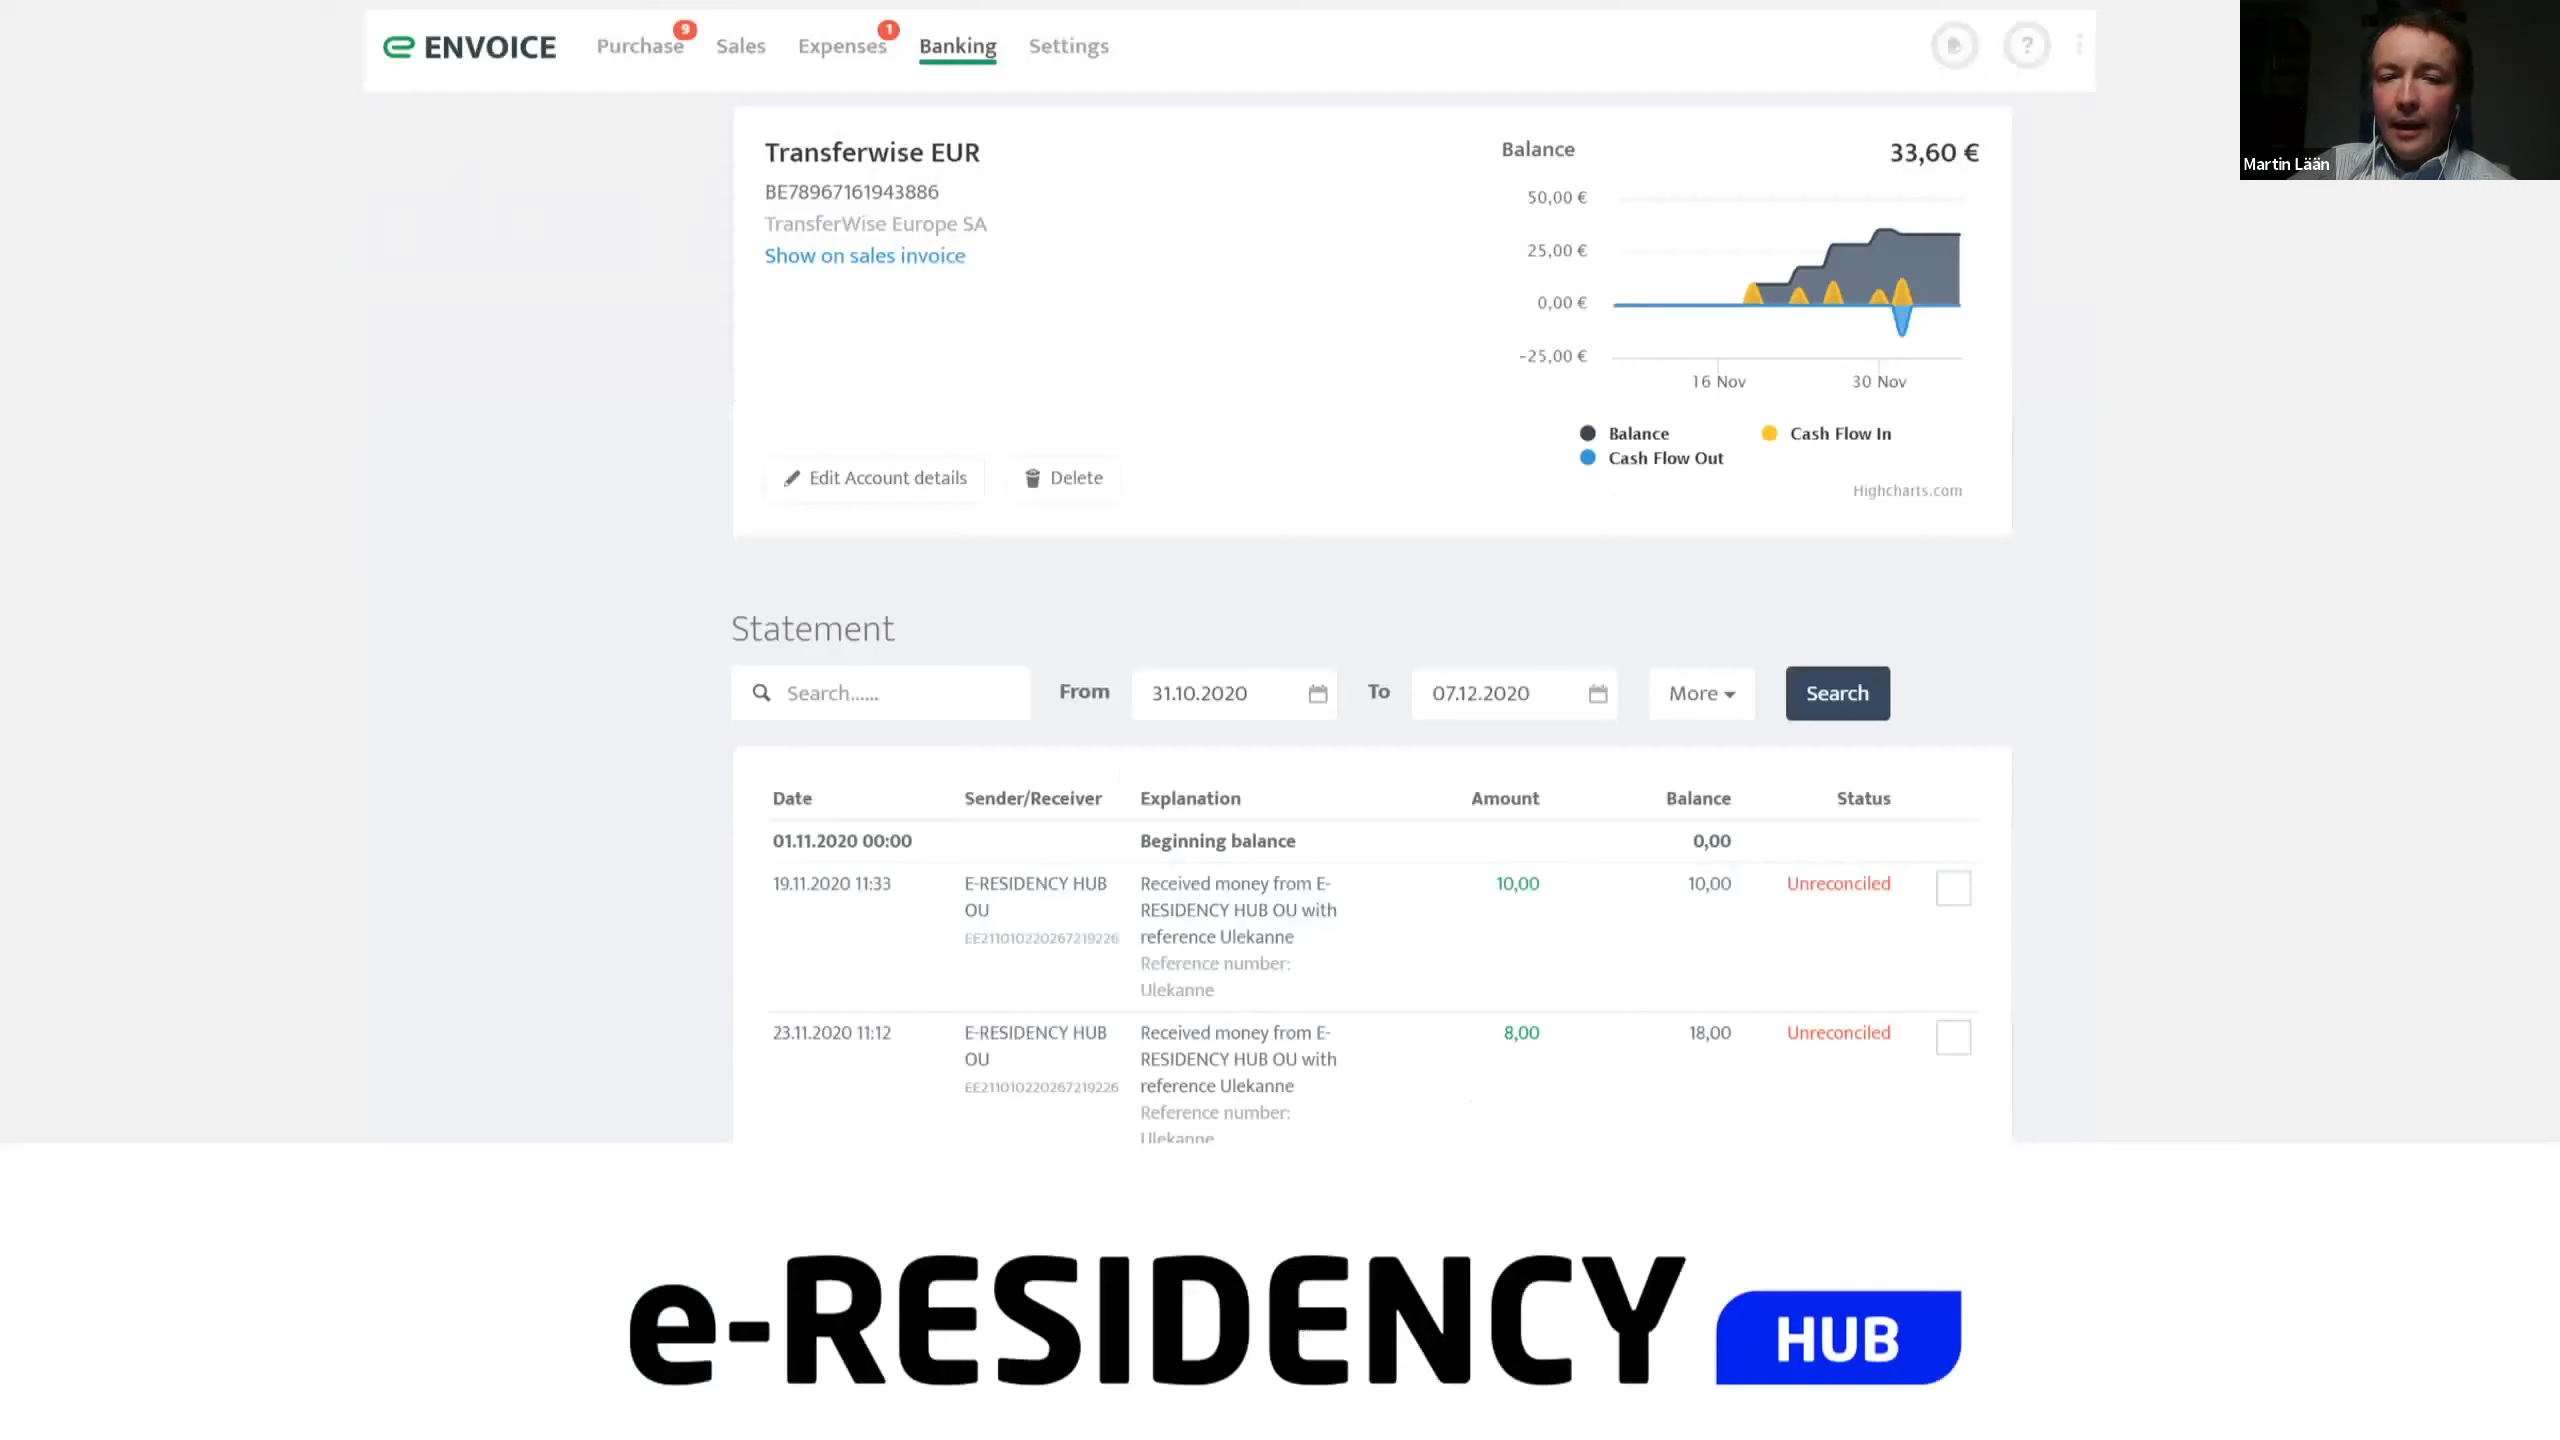 ENVOICE Purchase 9 Sales Expenses 1 Banking Settings ?
Martin Lään
Transferwise EUR
BE78967161943886
TransferWise Europe SA
Show on sales invoice
Balance 33,60 €
50,00 €
25,00 €
0,00 €
-25,00 €
16 Nov 30 Nov
Balance Cash Flow In
Cash Flow Out
Highcharts.com
Edit Account details Delete
Statement
Search...... From 31.10.2020 To 07.12.2020 More Search
Date Sender/Receiver Explanation Amount Balance Status
01.11.2020 00:00 Beginning balance 0,00
19.11.2020 11:33 E-RESIDENCY HUB Received money from E- 10,00 10,00 Unreconciled
OU RESIDENCY HUB OU with
EE211010220267219226 reference Ulekanne
Reference number:
Ulekanne
23.11.2020 11:12 E-RESIDENCY HUB Received money from E- 8,00 18,00 Unreconciled
OU RESIDENCY HUB OU with
EE211010220267219226 reference Ulekanne
Reference number:
Ulekanne
e-RESIDENCY HUB